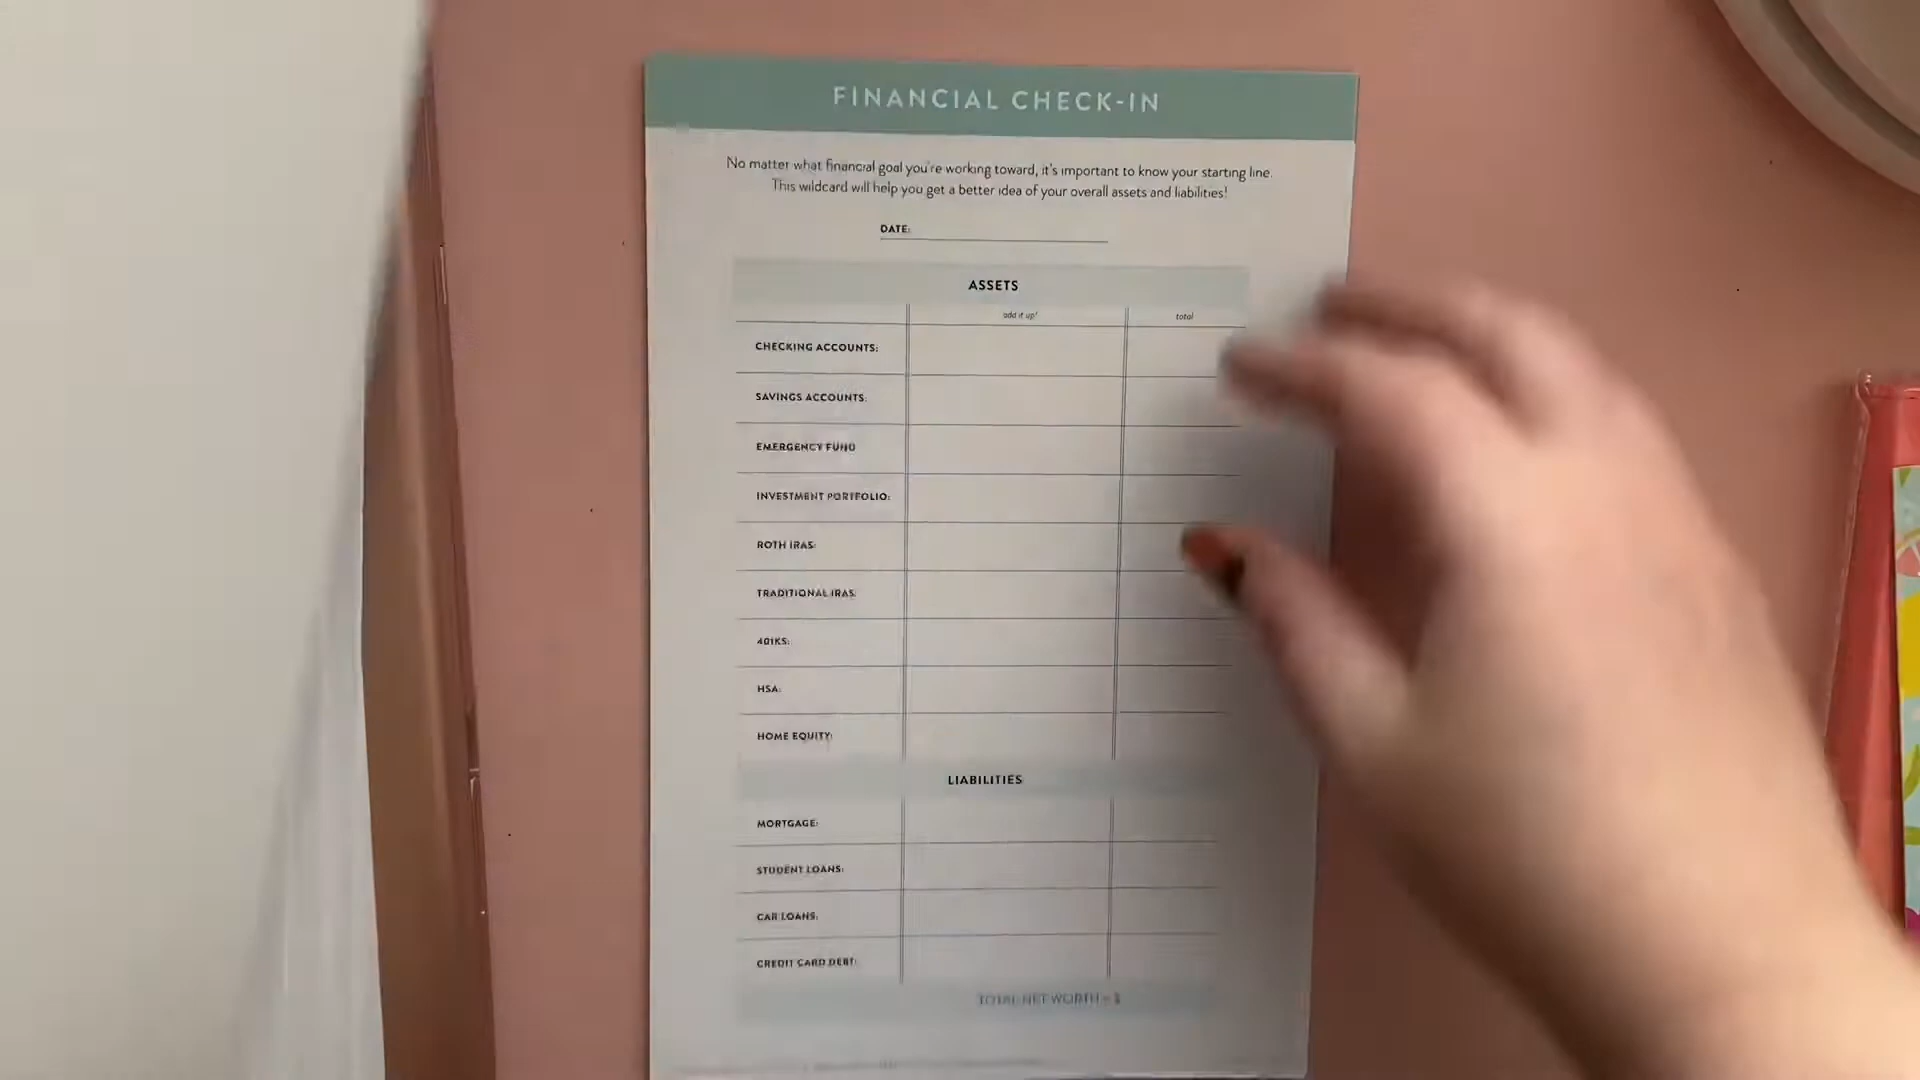 FINANCIAL CHECK-IN
No matter what financial goal you're working toward, it's important to know your starting line.
This wildcard will help you get a better idea of your overall assets and liabilities!
DATE:
ASSETS
add it up!
total
CHECKING ACCOUNTS:
SAVINGS ACCOUNTS:
EMERGENCY FUND
INVESTMENT PORTFOLIO:
ROTH IRAS:
TRADITIONAL IRAS:
401KS:
HSA:
HOME EQUITY:
LIABILITIES
MORTGAGE:
STUDENT LOANS:
CAR LOANS:
CREDIT CARD DEBT:
TOTAL NET WORTH = $